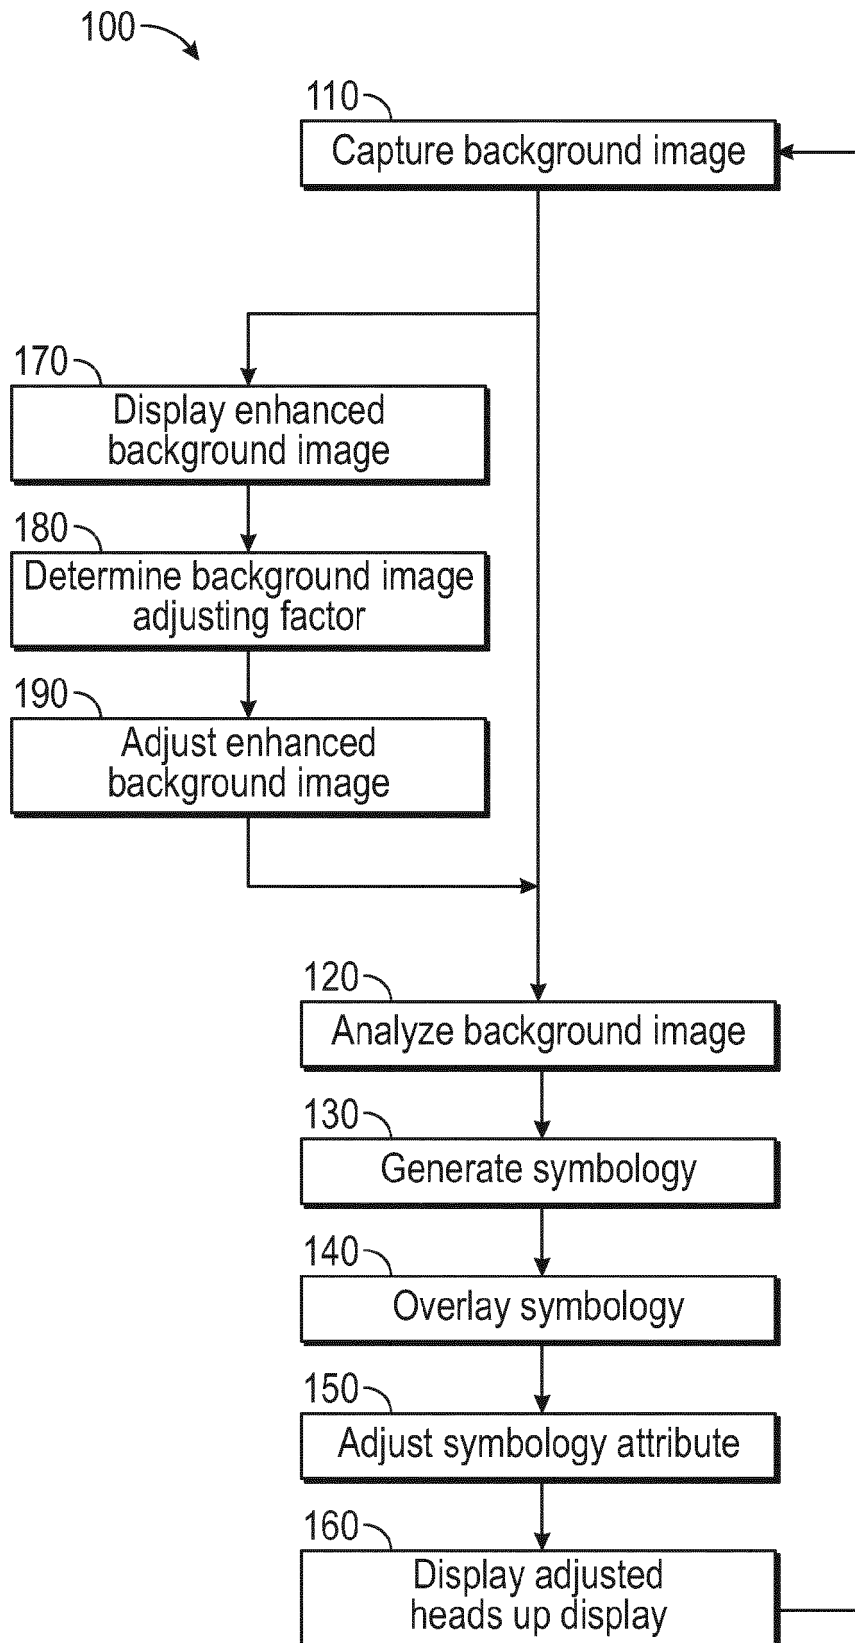 100
110
Capture background image
170
Display enhanced
background image
180
Determine background image
adjusting factor
190
Adjust enhanced
background image
120
Analyze background image
130
Generate symbology
140
Overlay symbology
150
Adjust symbology attribute
160
Display adjusted
heads up display